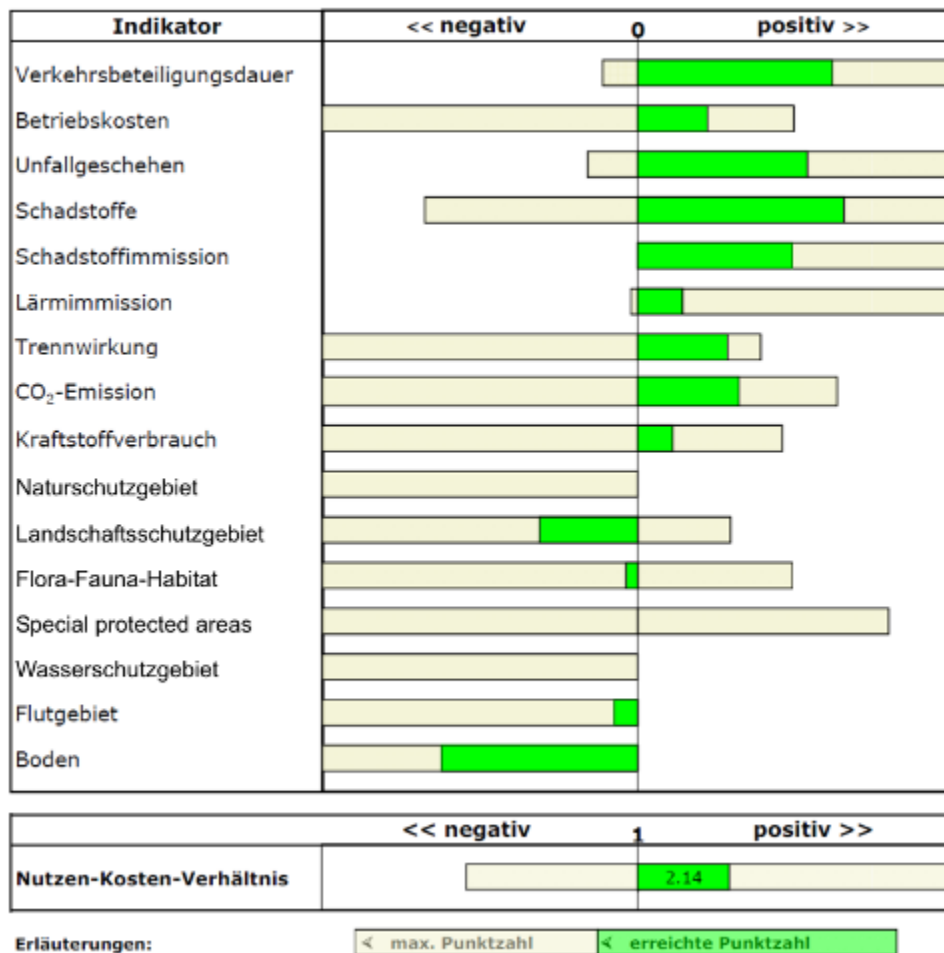 Indikator << negativ 0 positiv >>
Verkehrsbeteiligungsdauer
Betriebskosten
Unfallgeschehen
Schadstoffe
Schadstoffimmission
Lärmimmission
Trennwirkung
CO₂-Emission
Kraftstoffverbrauch
Naturschutzgebiet
Landschaftsschutzgebiet
Flora-Fauna-Habitat
Special protected areas
Wasserschutzgebiet
Flutgebiet
Boden
<< negativ 1 positiv >>
Nutzen-Kosten-Verhältnis 2.14
Erläuterungen: < max. Punktzahl < erreichte Punktzahl